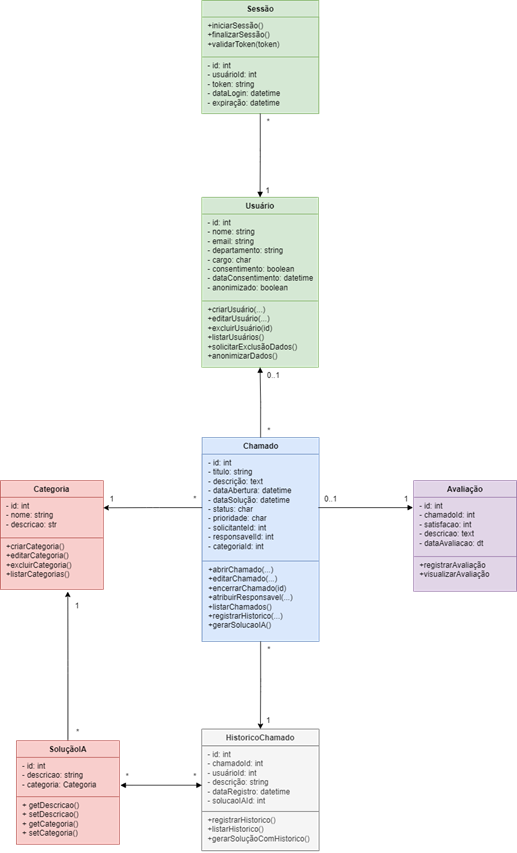 Sessão
+iniciarSessão()
+finalizarSessão()
+validarToken(token)
- id: int
- usuárioId: int
- token: string
- dataLogin: datetime
- expiração: datetime
*
1
Usuário
- id: int
- nome: string
- email: string
- departamento: string
- cargo: char
- consentimento: boolean
- dataConsentimento: datetime
- anonimizado: boolean
+criarUsuário(...)
+editarUsuário(...)
+excluirUsuário(id)
+listarUsuários()
+solicitarExclusãoDados()
+anonimizarDados()
0..1
*
Chamado
- id: int
- titulo: string
- descrição: text
- dataAbertura: datetime
- dataSolução: datetime
- status: char
- prioridade: char
- solicitanteId: int
- responsavelId: int
- categoriaId: int
+abrirChamado(...)
+editarChamado(...)
+encerrarChamado(id)
+atribuirResponsavel(...)
+listarChamados()
+registrarHistorico(...)
+gerarSolucaoIA()
Categoria
- id: int
- nome: string
- descricao: str
+criarCategoria()
+editarCategoria()
+excluirCategoria()
+listarCategorias()
1
*
0..1
1
Avaliação
- id: int
- chamadoId: int
- satisfacao: int
- descricao: text
- dataAvaliacao: dt
+registrarAvaliação
+visualizarAvaliação
1
*
*
1
SoluçãoIA
- id: int
- descricao: string
- categoria: Categoria
+ getDescricao()
+ setDescricao()
+ getCategoria()
+ setCategoria()
*
*
HistoricoChamado
- id: int
- chamadoId: int
- usuárioId: int
- descrição: string
- dataRegistro: datetime
- solucaoIAId: int
+registrarHistorico()
+listarHistorico()
+gerarSoluçãoComHistorico()